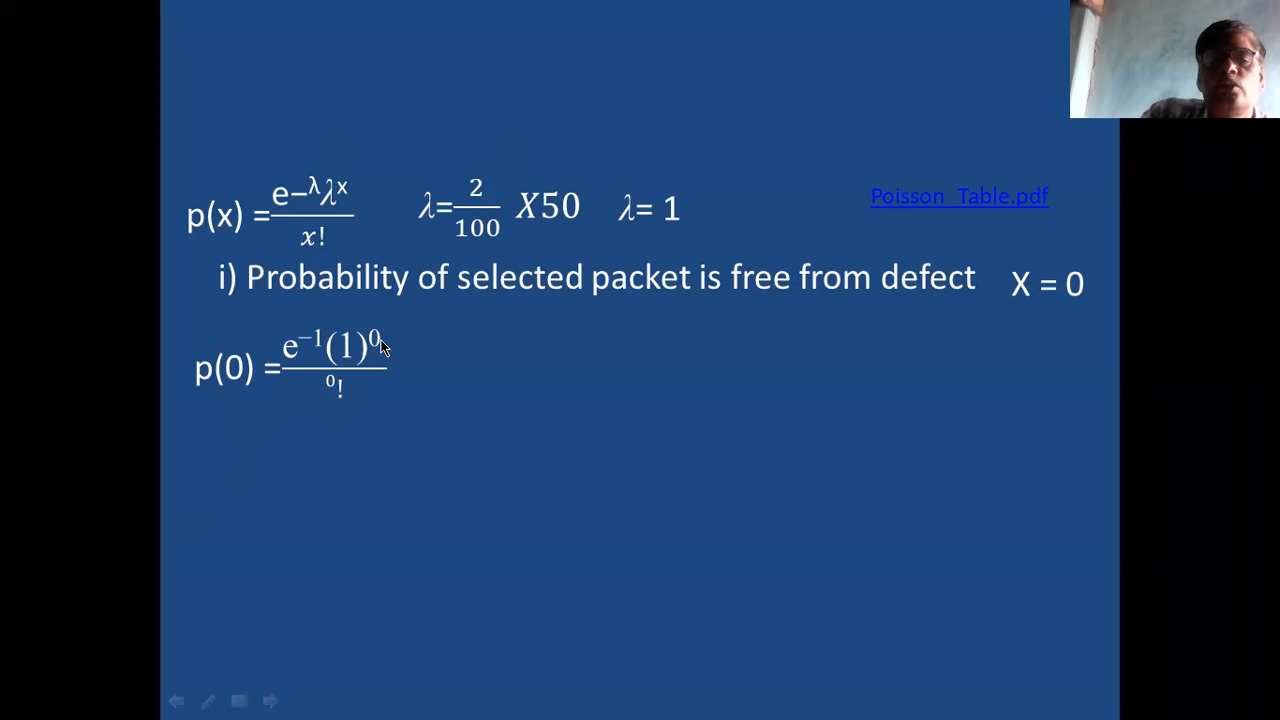 p(x) = e−^λ λ^x / x!   λ= 2/100 X50   λ= 1   Poisson_Table.pdf
i) Probability of selected packet is free from defect   X = 0
p(0) = e^−1 (1)^0 / 0!